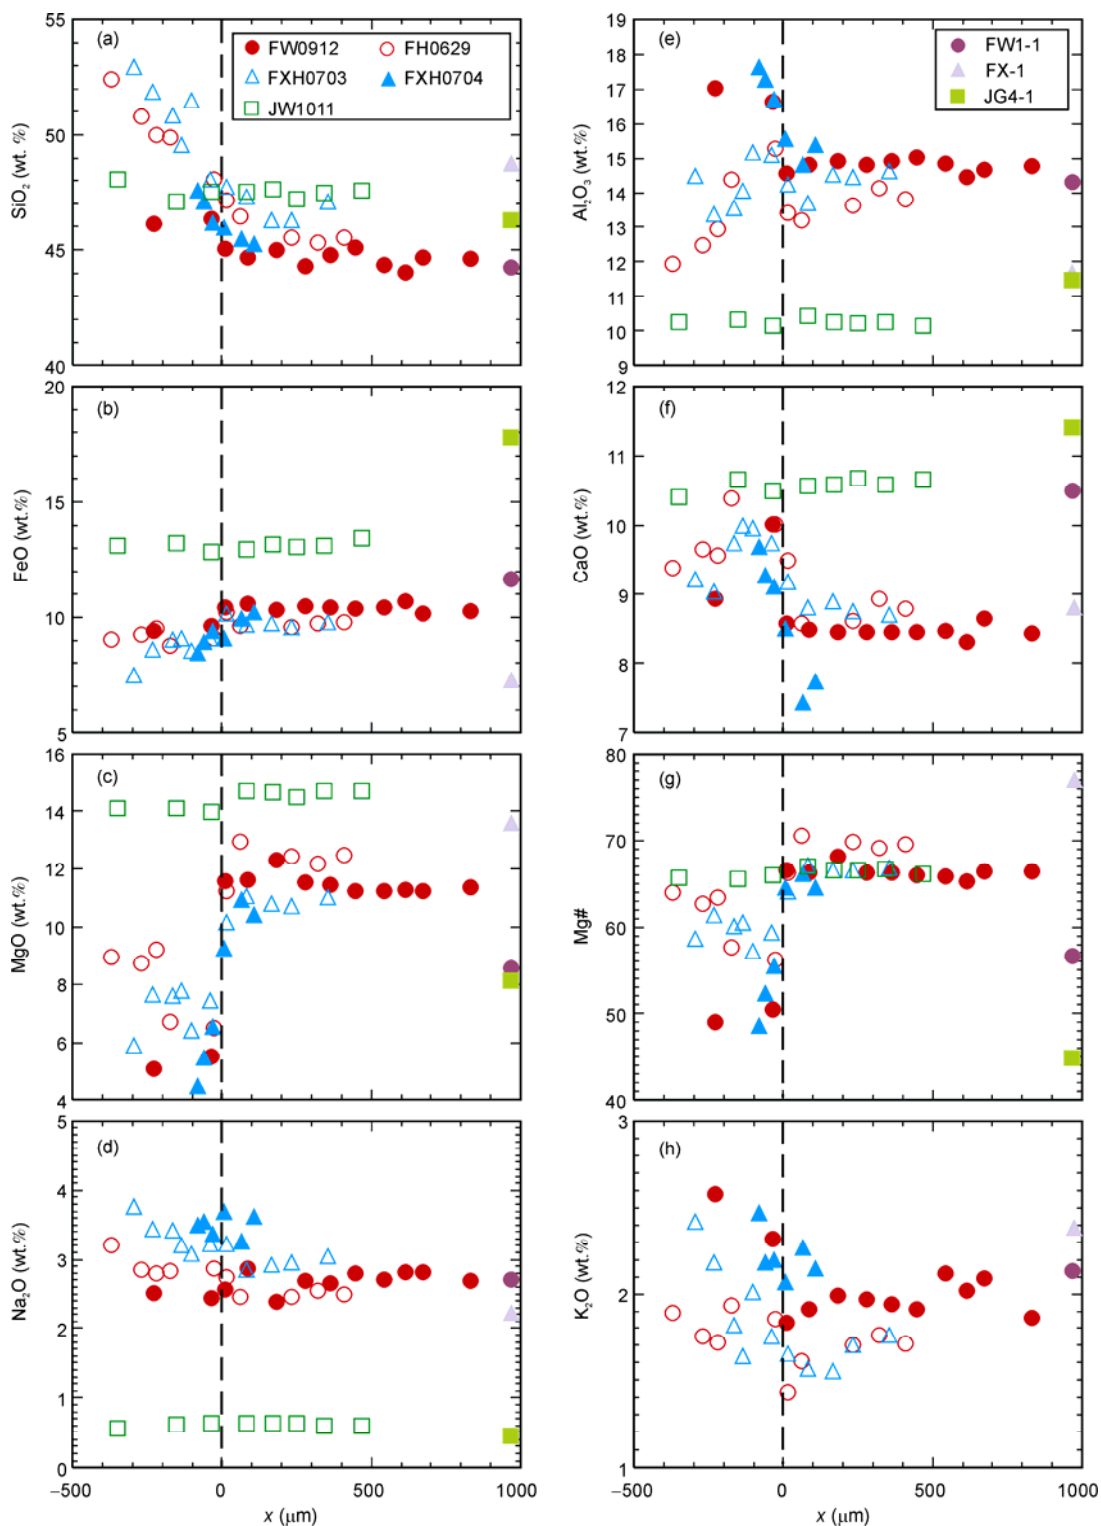 (a)
FW0912
FH0629
FXH0703
FXH0704
JW1011
SiO₂ (wt. %)
55
50
45
40
(e)
FW1-1
FX-1
JG4-1
Al₂O₃ (wt. %)
19
18
17
16
15
14
13
12
11
10
9
(b)
FeO (wt.%)
20
15
10
5
(f)
CaO (wt.%)
12
11
10
9
8
7
(c)
MgO (wt.%)
16
14
12
10
8
6
4
(g)
Mg#
80
70
60
50
40
(d)
Na₂O (wt.%)
5
4
3
2
1
0
−500
0
500
1000
x (μm)
(h)
K₂O (wt.%)
3
2
1
−500
0
500
1000
x (μm)